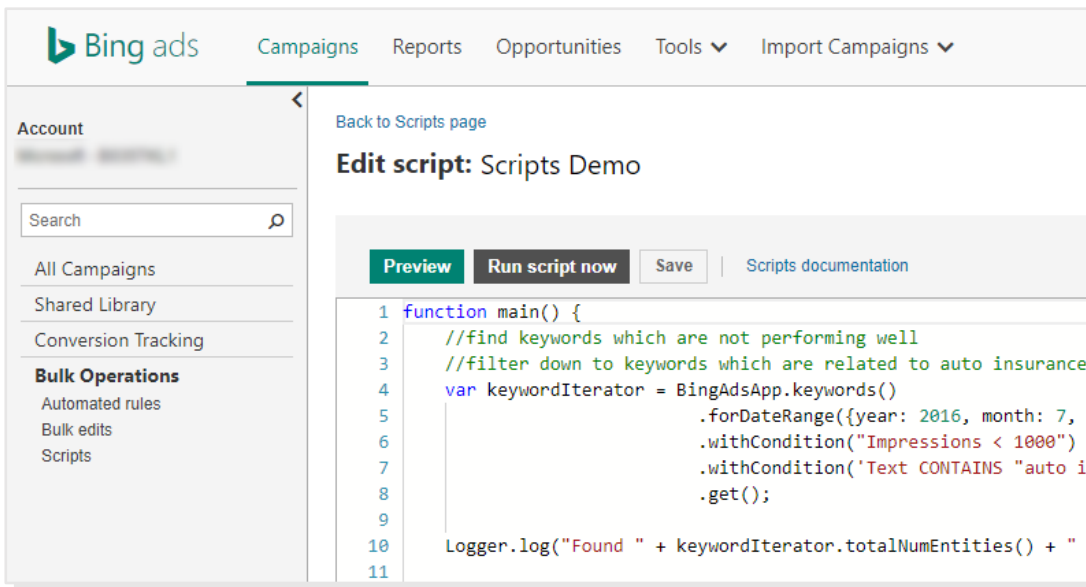 Bing ads Campaigns Reports Opportunities Tools Import Campaigns
Account
Search
All Campaigns
Shared Library
Conversion Tracking
Bulk Operations
Automated rules
Bulk edits
Scripts
Back to Scripts page
Edit script: Scripts Demo
Preview Run script now Save | Scripts documentation
1 function main() {
2 //find keywords which are not performing well
3 //filter down to keywords which are related to auto insurance
4 var keywordIterator = BingAdsApp.keywords()
5 .forDateRange({year: 2016, month: 7,
6 .withCondition("Impressions < 1000")
7 .withCondition('Text CONTAINS "auto i
8 .get();
9
10 Logger.log("Found " + keywordIterator.totalNumEntities() + "
11